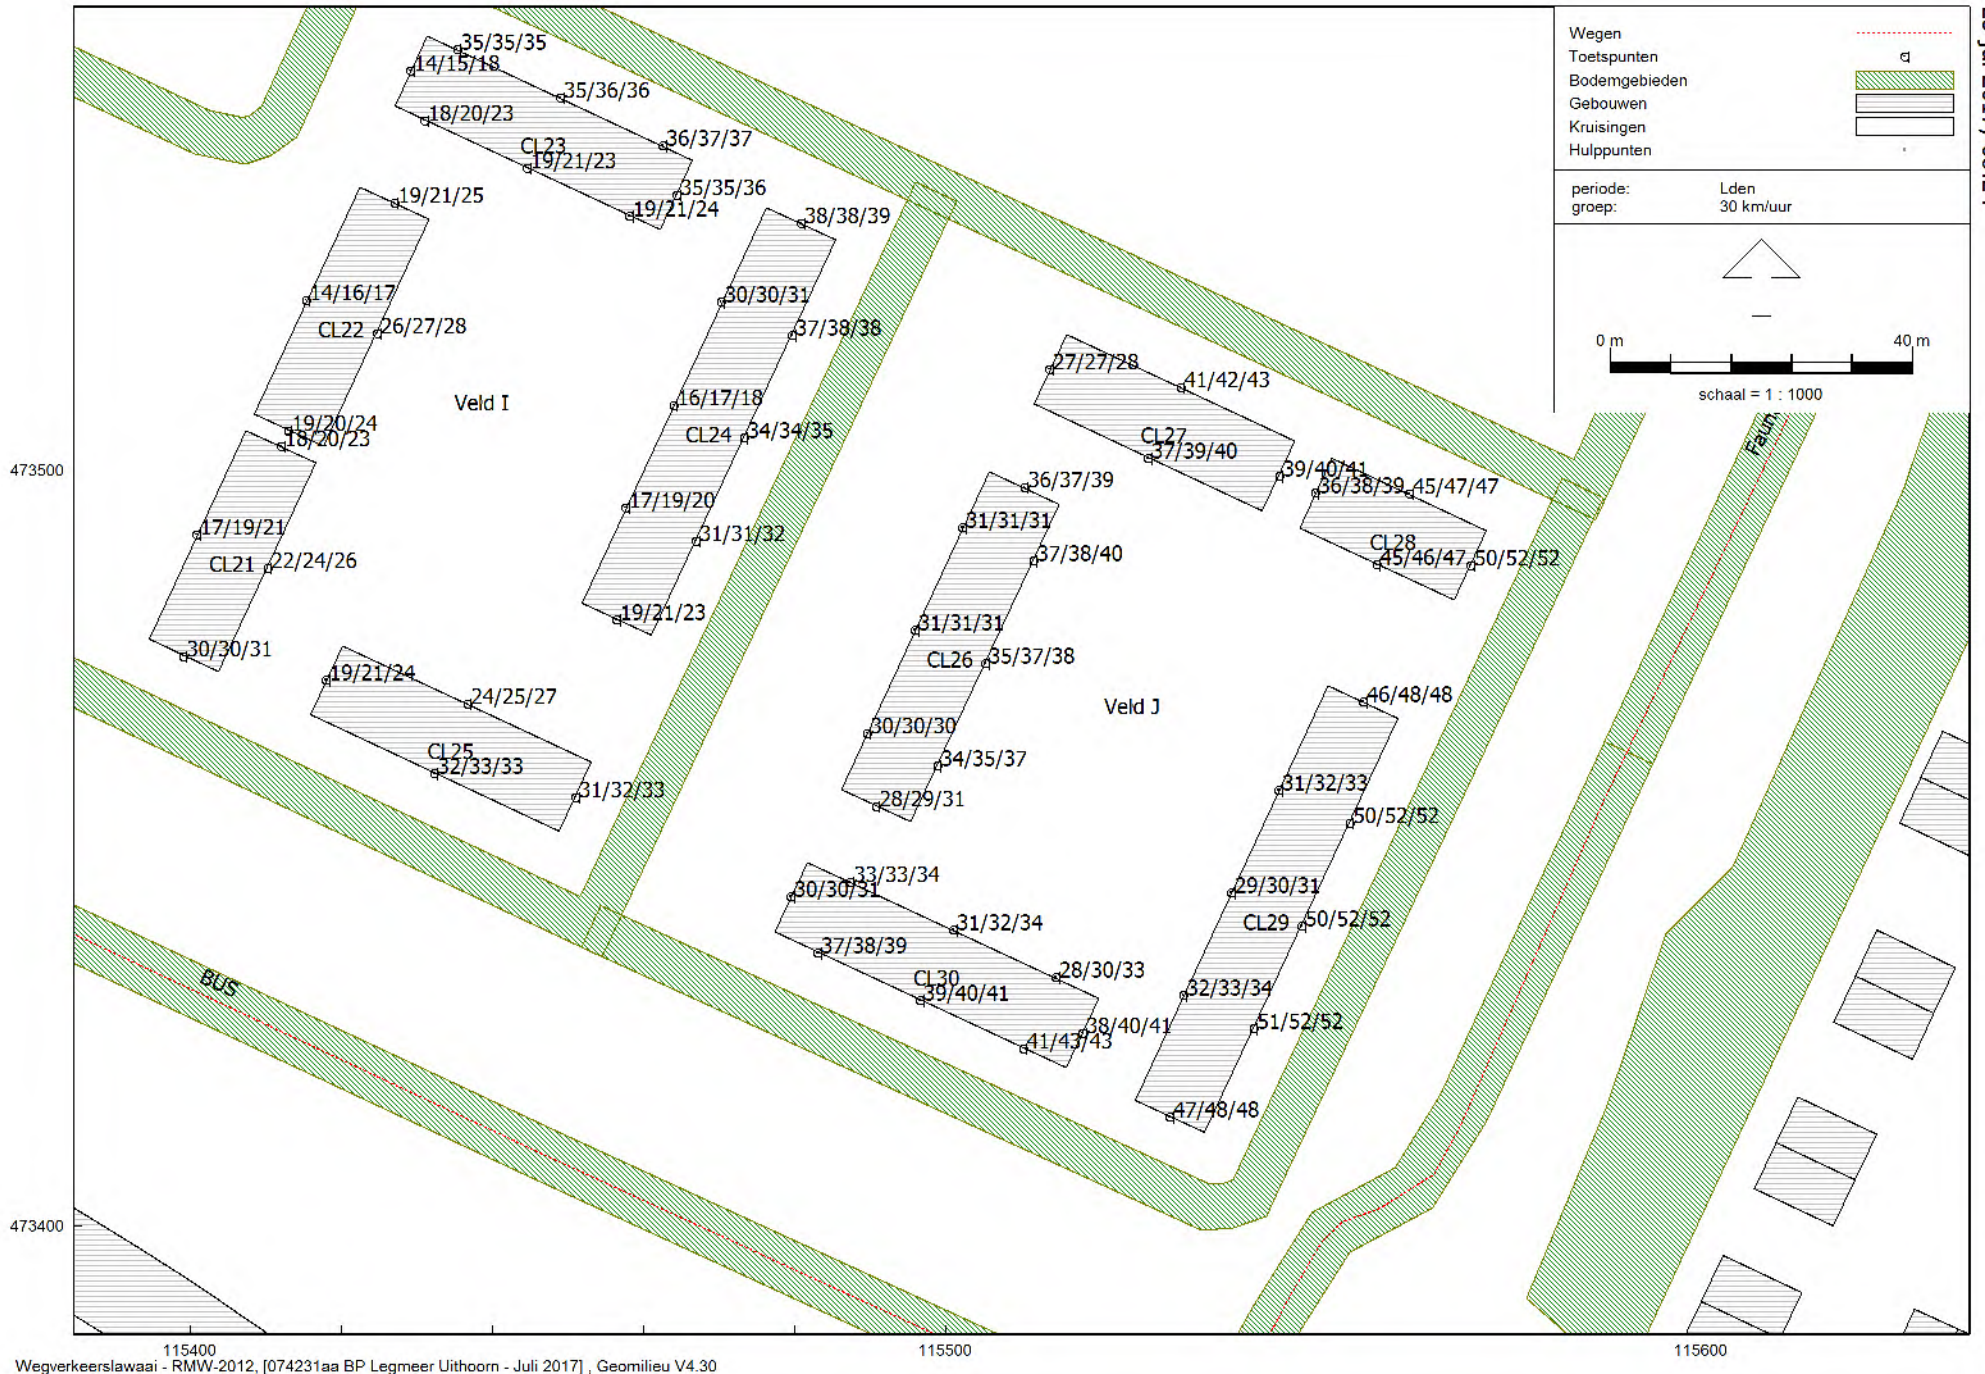 Wegen
Toetspunten
Bodemgebieden
Gebouwen
Kruisingen
Hulppunten
periode: Lden
groep: 30 km/uur
0 m 40 m
schaal = 1 : 1000
35/35/35
14/15/18
35/36/36
18/20/23
36/37/37
CL23
19/21/23
35/35/36
19/21/24
19/21/25
38/38/39
14/16/17
30/30/31
CL22
26/27/28
37/38/38
27/27/28
41/42/43
Veld I
16/17/18
19/20/24
18/20/23
CL24
34/34/35
CL27
37/39/40
473500
39/40/41
36/38/39
45/47/47
36/37/39
17/19/20
17/19/21
31/31/31
31/31/32
CL28
37/38/40
45/46/47
50/52/52
CL21
22/24/26
19/21/23
31/31/31
30/30/31
CL26
35/37/38
19/21/24
24/25/27
Veld J
46/48/48
30/30/30
CL25
32/33/33
34/35/37
31/32/33
31/32/33
28/29/31
50/52/52
33/33/34
30/30/31
29/30/31
31/32/34
CL29
50/52/52
37/38/39
BUS
CL30
28/30/33
39/40/41
32/33/34
38/40/41
41/43/43
51/52/52
47/48/48
473400
115400 115500 115600
Wegverkeerslawaai - RMW-2012, [074231aa BP Legmeer Uithoorn - Juli 2017] , Geomilieu V4.30